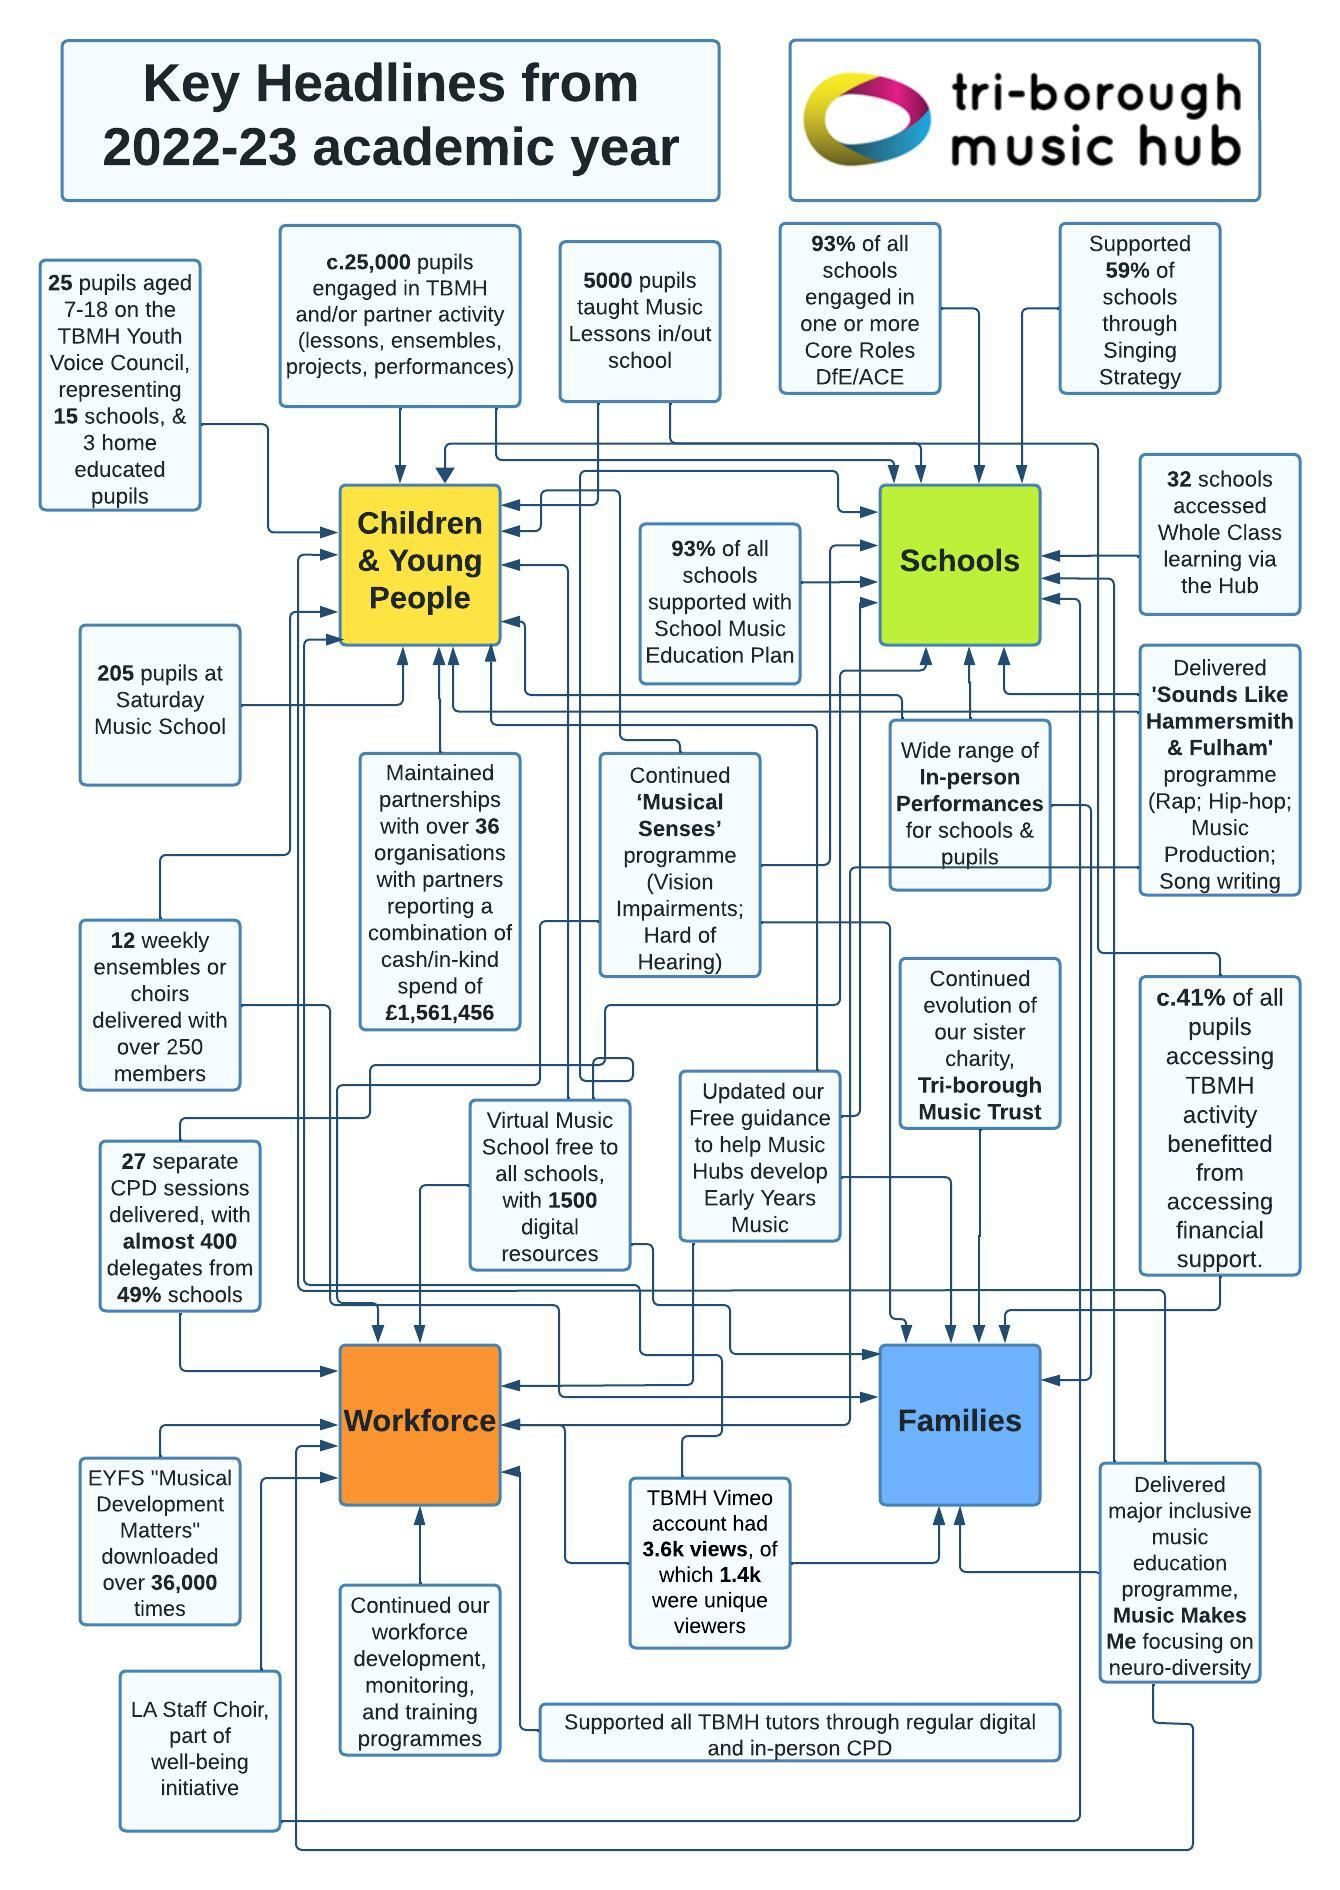 Key Headlines from
2022-23 academic year
tri-borough
music hub
25 pupils aged
7-18 on the
TBMH Youth
Voice Council,
representing
15 schools, &
3 home
educated
pupils
c.25,000 pupils
engaged in TBMH
and/or partner activity
(lessons, ensembles,
projects, performances)
5000 pupils
taught Music
Lessons in/out
school
93% of all
schools
engaged in
one or more
Core Roles
DfE/ACE
Supported
59% of
schools
through
Singing
Strategy
Children
& Young
People
93% of all
schools
supported with
School Music
Education Plan
Schools
32 schools
accessed
Whole Class
learning via
the Hub
205 pupils at
Saturday
Music School
Maintained
partnerships
with over 36
organisations
with partners
reporting a
combination of
cash/in-kind
spend of
£1,561,456
Continued
‘Musical
Senses’
programme
(Vision
Impairments;
Hard of
Hearing)
Wide range of
In-person
Performances
for schools &
pupils
Delivered
'Sounds Like
Hammersmith
& Fulham'
programme
(Rap; Hip-hop;
Music
Production;
Song writing
12 weekly
ensembles or
choirs
delivered with
over 250
members
Continued
evolution of
our sister
charity,
Tri-borough
Music Trust
c.41% of all
pupils
accessing
TBMH
activity
benefitted
from
accessing
financial
support.
27 separate
CPD sessions
delivered, with
almost 400
delegates from
49% schools
Virtual Music
School free to
all schools,
with 1500
digital
resources
Updated our
Free guidance
to help Music
Hubs develop
Early Years
Music
Workforce
Families
EYFS "Musical
Development
Matters"
downloaded
over 36,000
times
TBMH Vimeo
account had
3.6k views, of
which 1.4k
were unique
viewers
Delivered
major inclusive
music
education
programme,
Music Makes
Me focusing on
neuro-diversity
Continued our
workforce
development,
monitoring,
and training
programmes
LA Staff Choir,
part of
well-being
initiative
Supported all TBMH tutors through regular digital
and in-person CPD